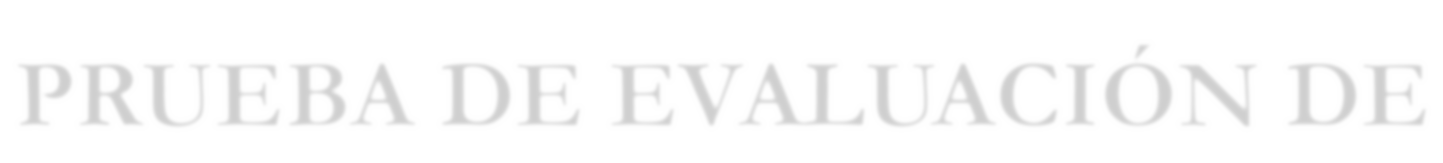 PRUEBA DE EVALUACIÓN DE